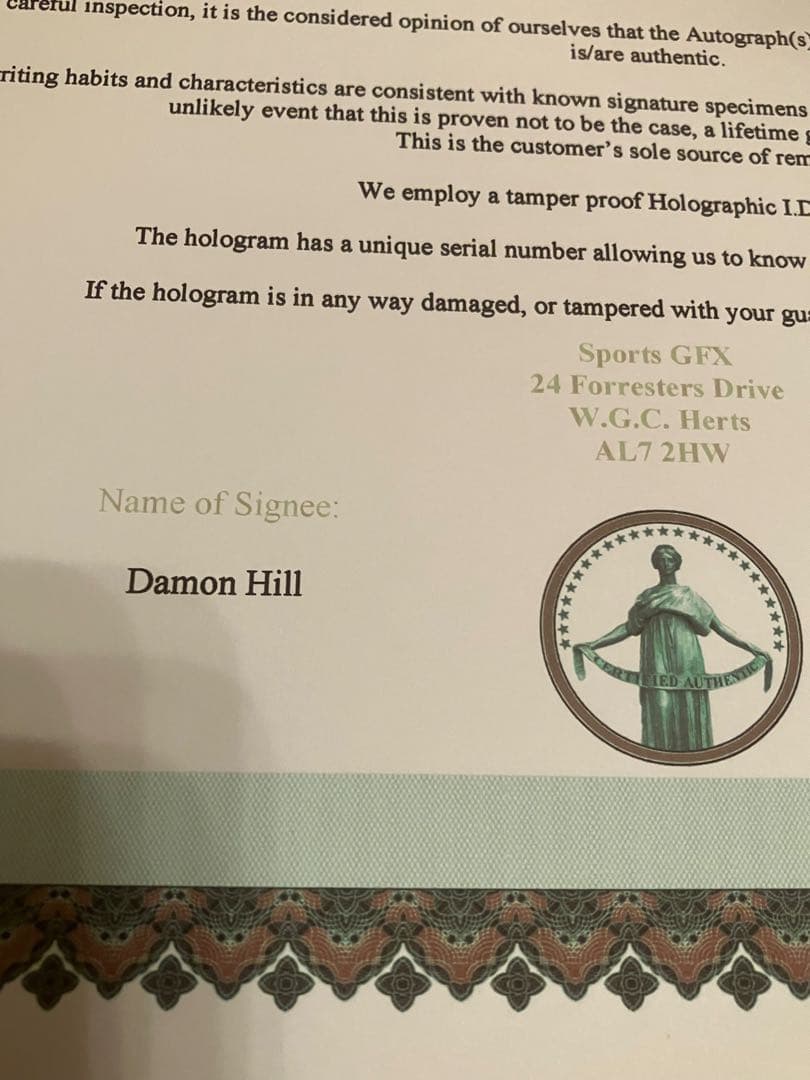 careful inspection, it is the considered opinion of ourselves that the Autograph(s)
is/are authentic.
riting habits and characteristics are consistent with known signature specimens
unlikely event that this is proven not to be the case, a lifetime
This is the customer's sole source of rem
We employ a tamper proof Holographic I.D
The hologram has a unique serial number allowing us to know
If the hologram is in any way damaged, or tampered with your gua
Sports GFX
24 Forresters Drive
W.G.C. Herts
AL7 2HW
Name of Signee:
Damon Hill
CERTIFIED AUTHENTIC